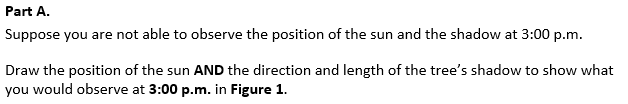 Part A.
Suppose you are not able to observe the position of the sun and the shadow at 3:00 p.m.
Draw the position of the sun AND the direction and length of the tree's shadow to show what
you would observe at 3:00 p.m. in Figure 1.